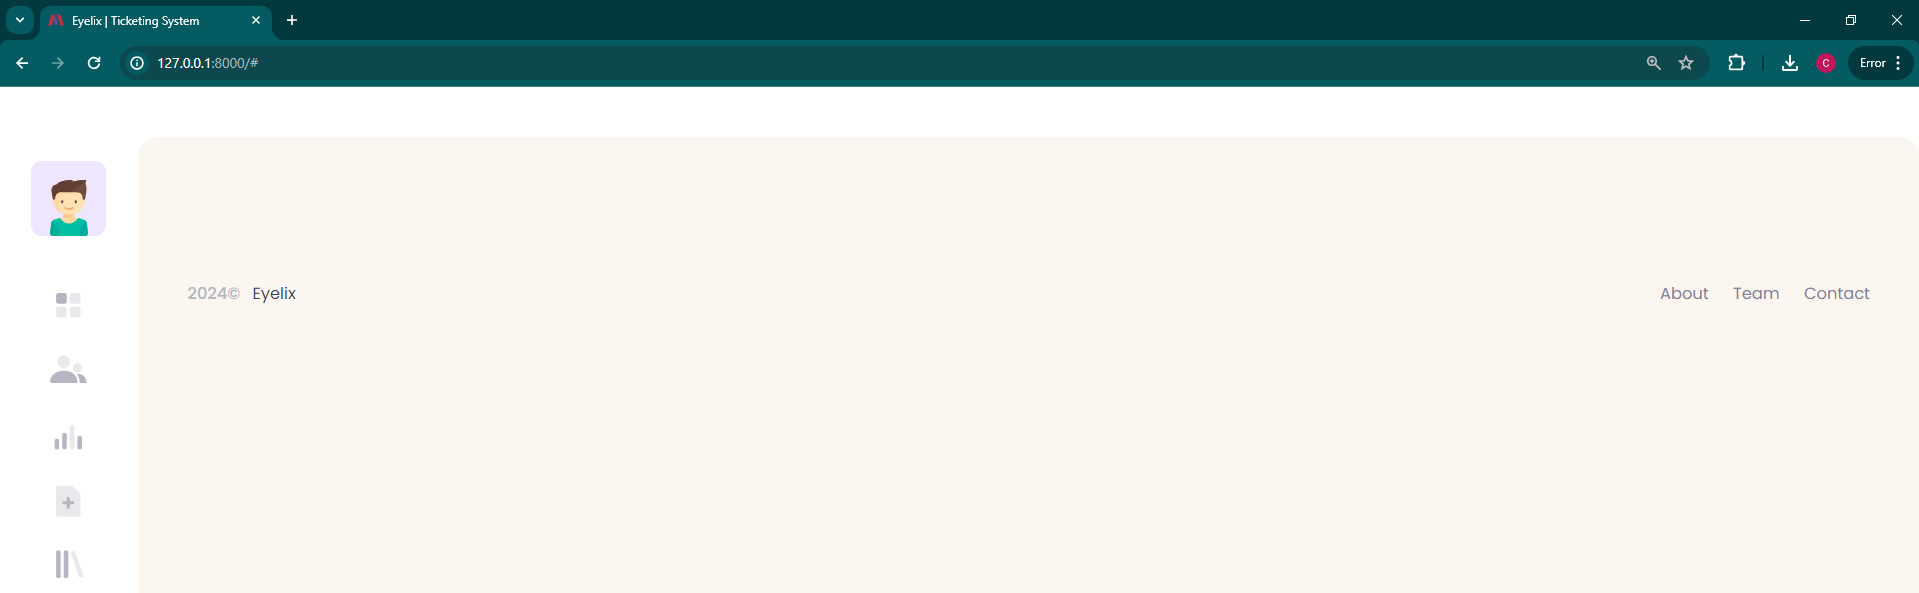 Eyelix | Ticketing System
127.0.0.1:8000/#
C
Error
2024© Eyelix
About Team Contact